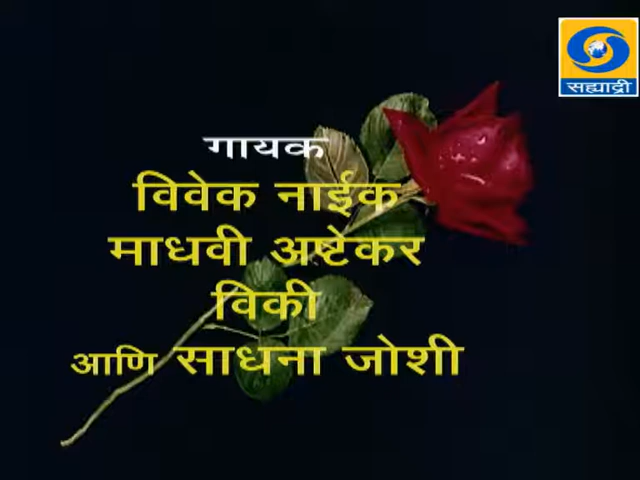 सह्याद्री
गायक
विवेक नाईक
माधवी अष्टेकर
विकी
आणि साधना जोशी